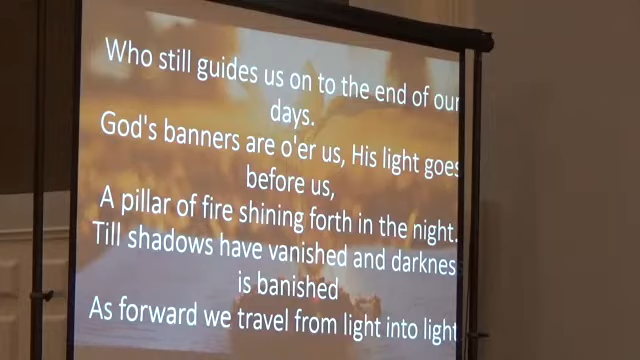 Who still guides us on to the end of our
days.
God's banners are o'er us, His light goes
before us,
A pillar of fire shining forth in the night.
Till shadows have vanished and darknes
is banished
As forward we travel from light into light